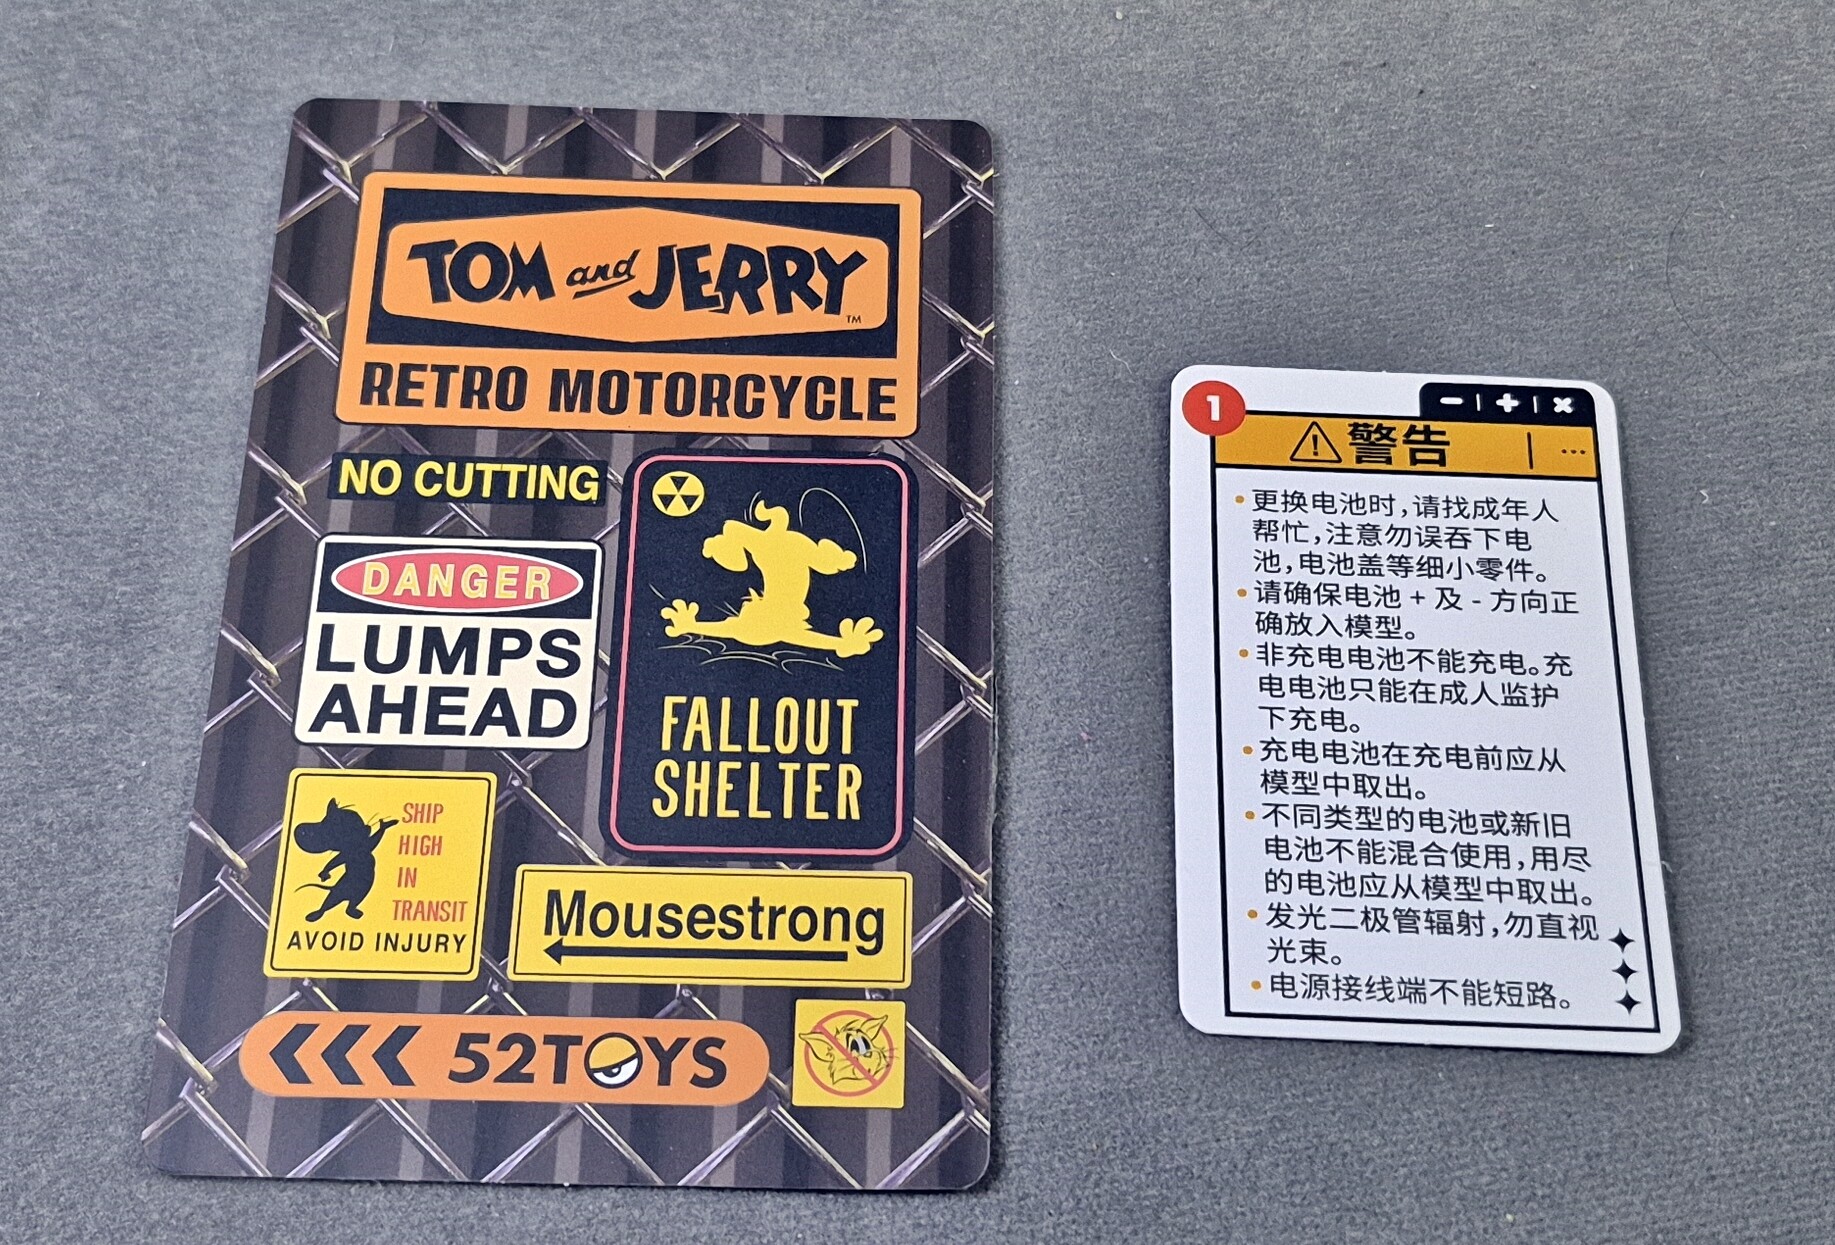 TOM and JERRY
TM
RETRO MOTORCYCLE
NO CUTTING
DANGER
LUMPS
AHEAD
FALLOUT
SHELTER
SHIP
HIGH
IN
TRANSIT
AVOID INJURY
Mousestrong
52TOYS
1
警告
更换电池时,请找成年人
帮忙,注意勿误吞下电
池,电池盖等细小零件。
请确保电池 + 及 - 方向正
确放入模型。
非充电电池不能充电。充
电电池只能在成人监护
下充电。
充电电池在充电前应从
模型中取出。
不同类型的电池或新旧
电池不能混合使用,用尽
的电池应从模型中取出。
发光二极管辐射,勿直视
光束。
电源接线端不能短路。